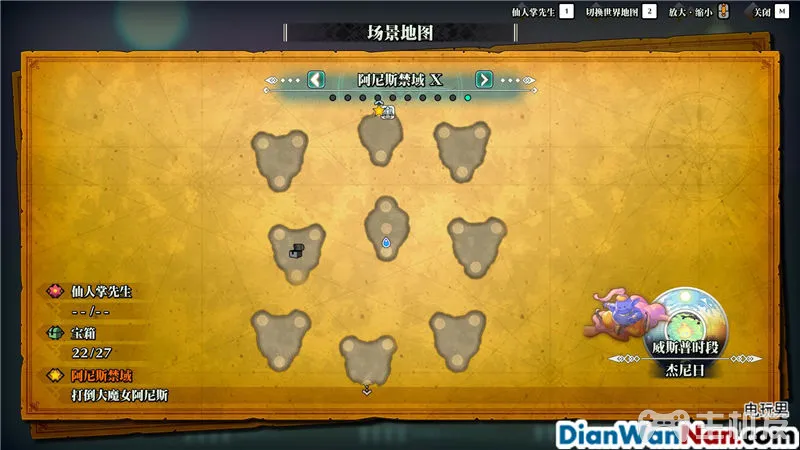 仙人掌先生 1 切换世界地图 2 放大·缩小 关闭 M
场景地图
阿尼斯禁域 X
仙人掌先生
--/--
宝箱
22/27
阿尼斯禁域
打倒大魔女阿尼斯
威斯普时段
杰尼日
电玩男
DianWanNan.com